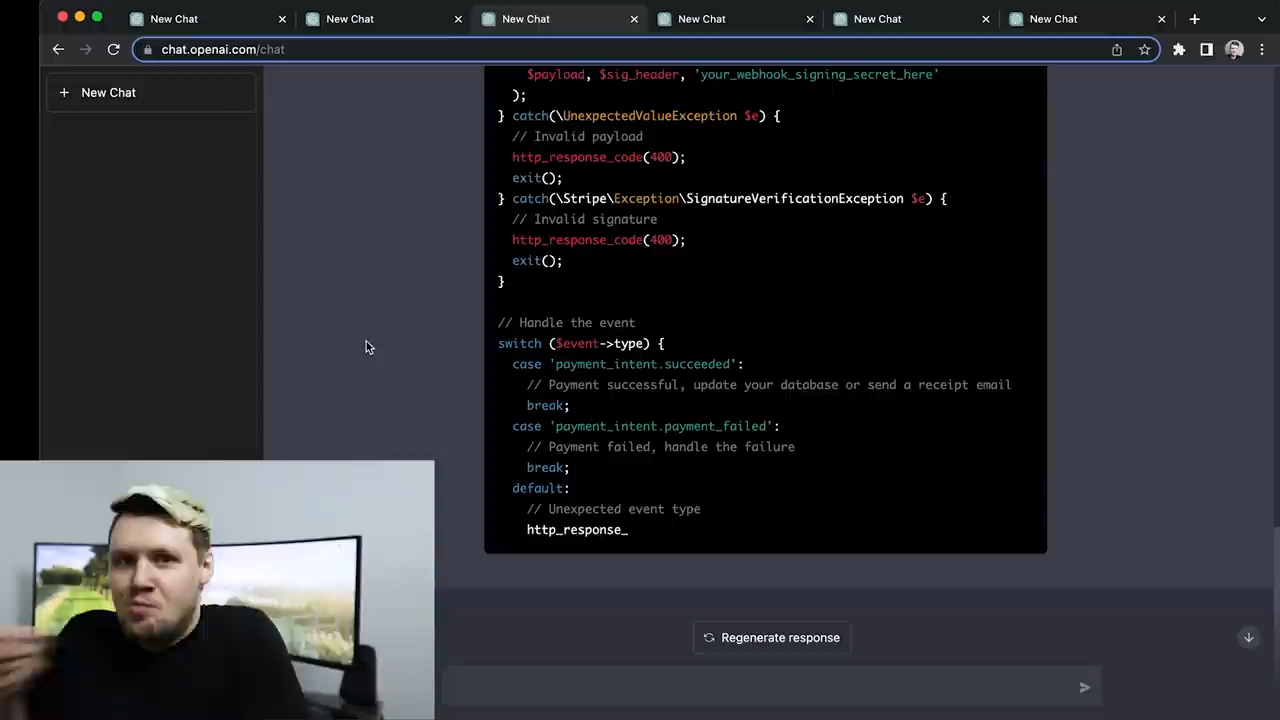 New Chat New Chat New Chat New Chat New Chat New Chat
chat.openai.com/chat
New Chat
$payload, $sig_header, 'your_webhook_signing_secret_here'
);
} catch(\UnexpectedValueException $e) {
// Invalid payload
http_response_code(400);
exit();
} catch(\Stripe\Exception\SignatureVerificationException $e) {
// Invalid signature
http_response_code(400);
exit();
}
// Handle the event
switch ($event->type) {
case 'payment_intent.succeeded':
// Payment successful, update your database or send a receipt email
break;
case 'payment_intent.payment_failed':
// Payment failed, handle the failure
break;
default:
// Unexpected event type
http_response_
Regenerate response